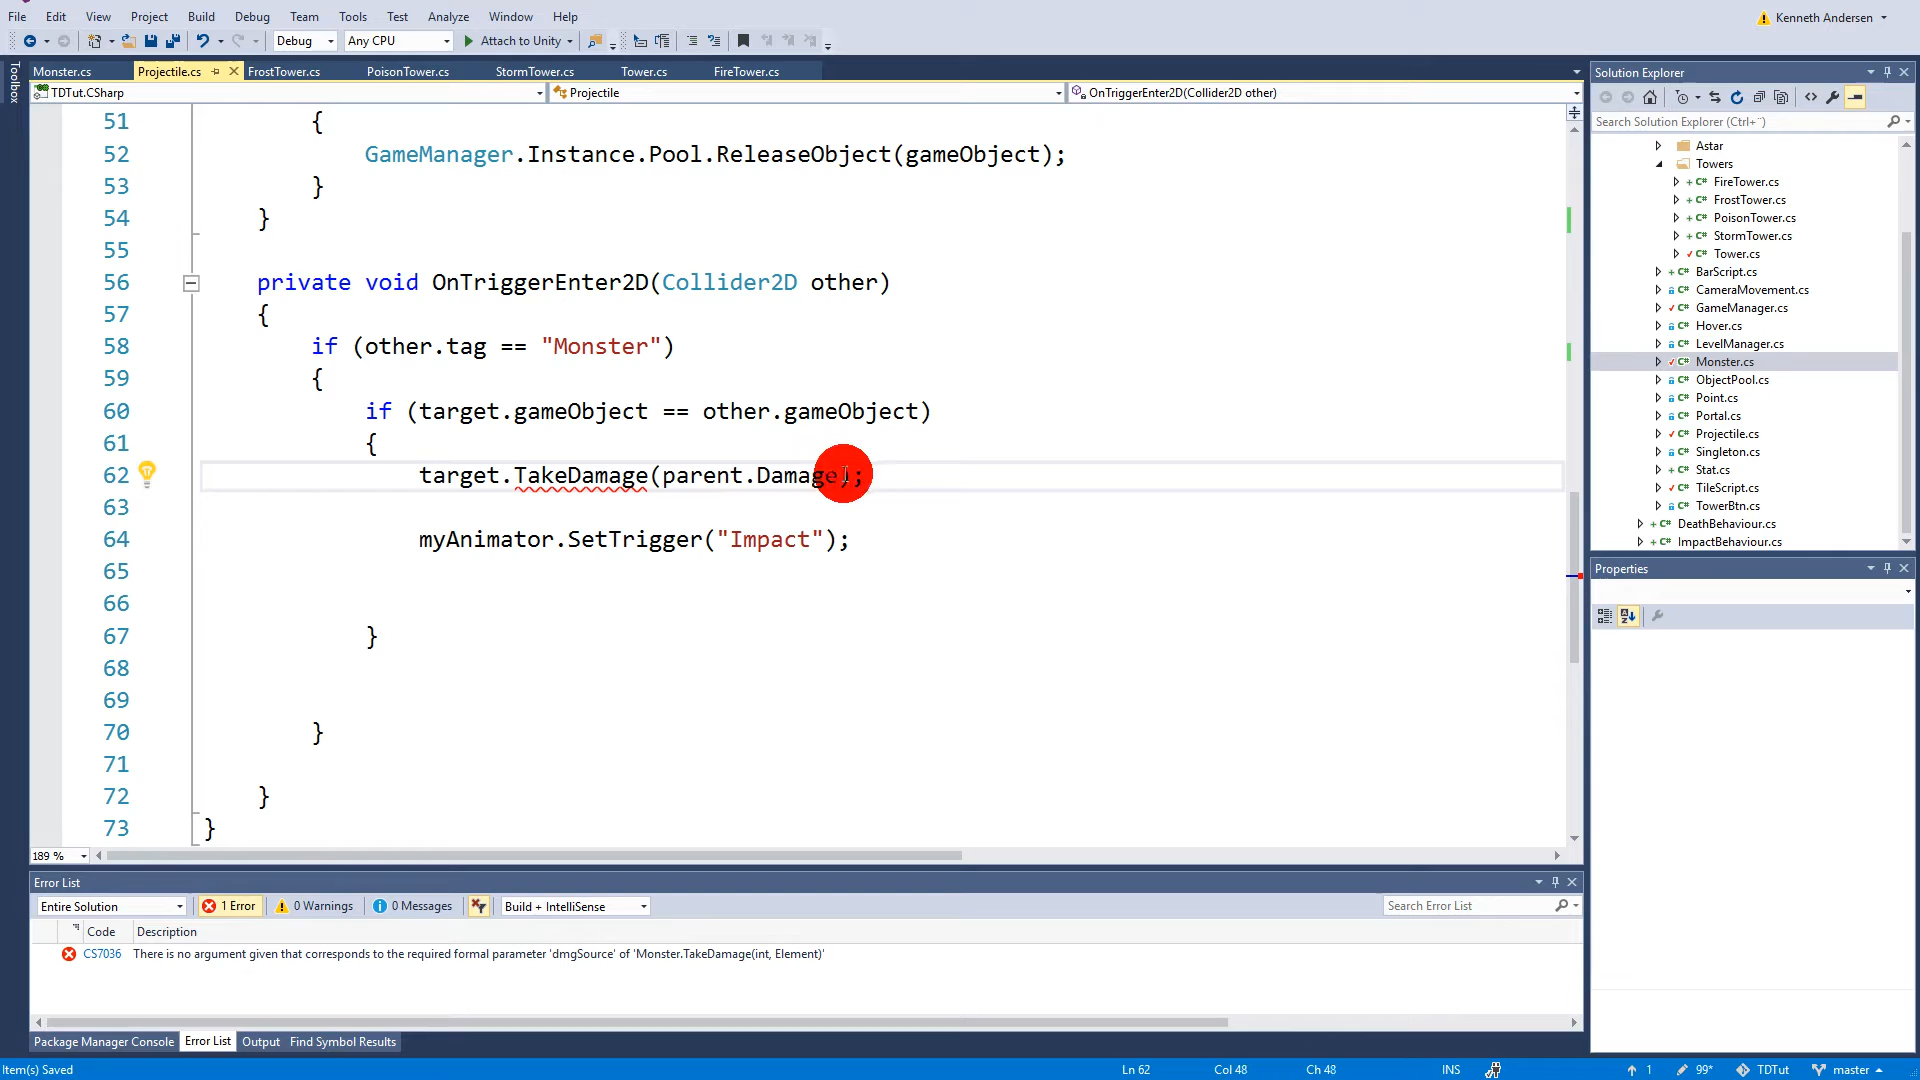 File Edit View Project Build Debug Team Tools Test Analyze Window Help Kenneth Andersen
Debug Any CPU Attach to Unity
Toolbox
Monster.cs Projectile.cs FrostTower.cs PoisonTower.cs StormTower.cs Tower.cs FireTower.cs
TDTut.CSharp Projectile OnTriggerEnter2D(Collider2D other)
51 {
52 GameManager.Instance.Pool.ReleaseObject(gameObject);
53 }
54 }
55
56 private void OnTriggerEnter2D(Collider2D other)
57 {
58 if (other.tag == "Monster")
59 {
60 if (target.gameObject == other.gameObject)
61 {
62 target.TakeDamage(parent.Damage);
63
64 myAnimator.SetTrigger("Impact");
65
66
67 }
68
69
70 }
71
72 }
73 }
189 %
Solution Explorer
Search Solution Explorer (Ctrl+¨)
Astar
Towers
C# FireTower.cs
C# FrostTower.cs
C# PoisonTower.cs
C# StormTower.cs
C# Tower.cs
C# BarScript.cs
C# CameraMovement.cs
C# GameManager.cs
C# Hover.cs
C# LevelManager.cs
C# Monster.cs
C# ObjectPool.cs
C# Point.cs
C# Portal.cs
C# Projectile.cs
C# Singleton.cs
C# Stat.cs
C# TileScript.cs
C# TowerBtn.cs
C# DeathBehaviour.cs
C# ImpactBehaviour.cs
Properties
Error List
Entire Solution 1 Error 0 Warnings 0 Messages Build + IntelliSense Search Error List
Code Description
CS7036 There is no argument given that corresponds to the required formal parameter 'dmgSource' of 'Monster.TakeDamage(int, Element)'
Package Manager Console Error List Output Find Symbol Results
Item(s) Saved Ln 62 Col 48 Ch 48 INS 1 99* TDTut master